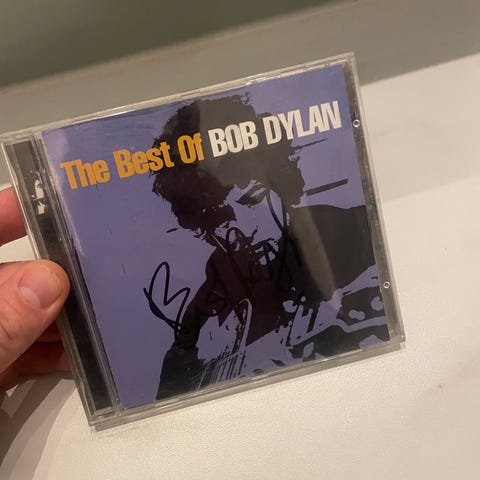 The Best Of BOB DYLAN